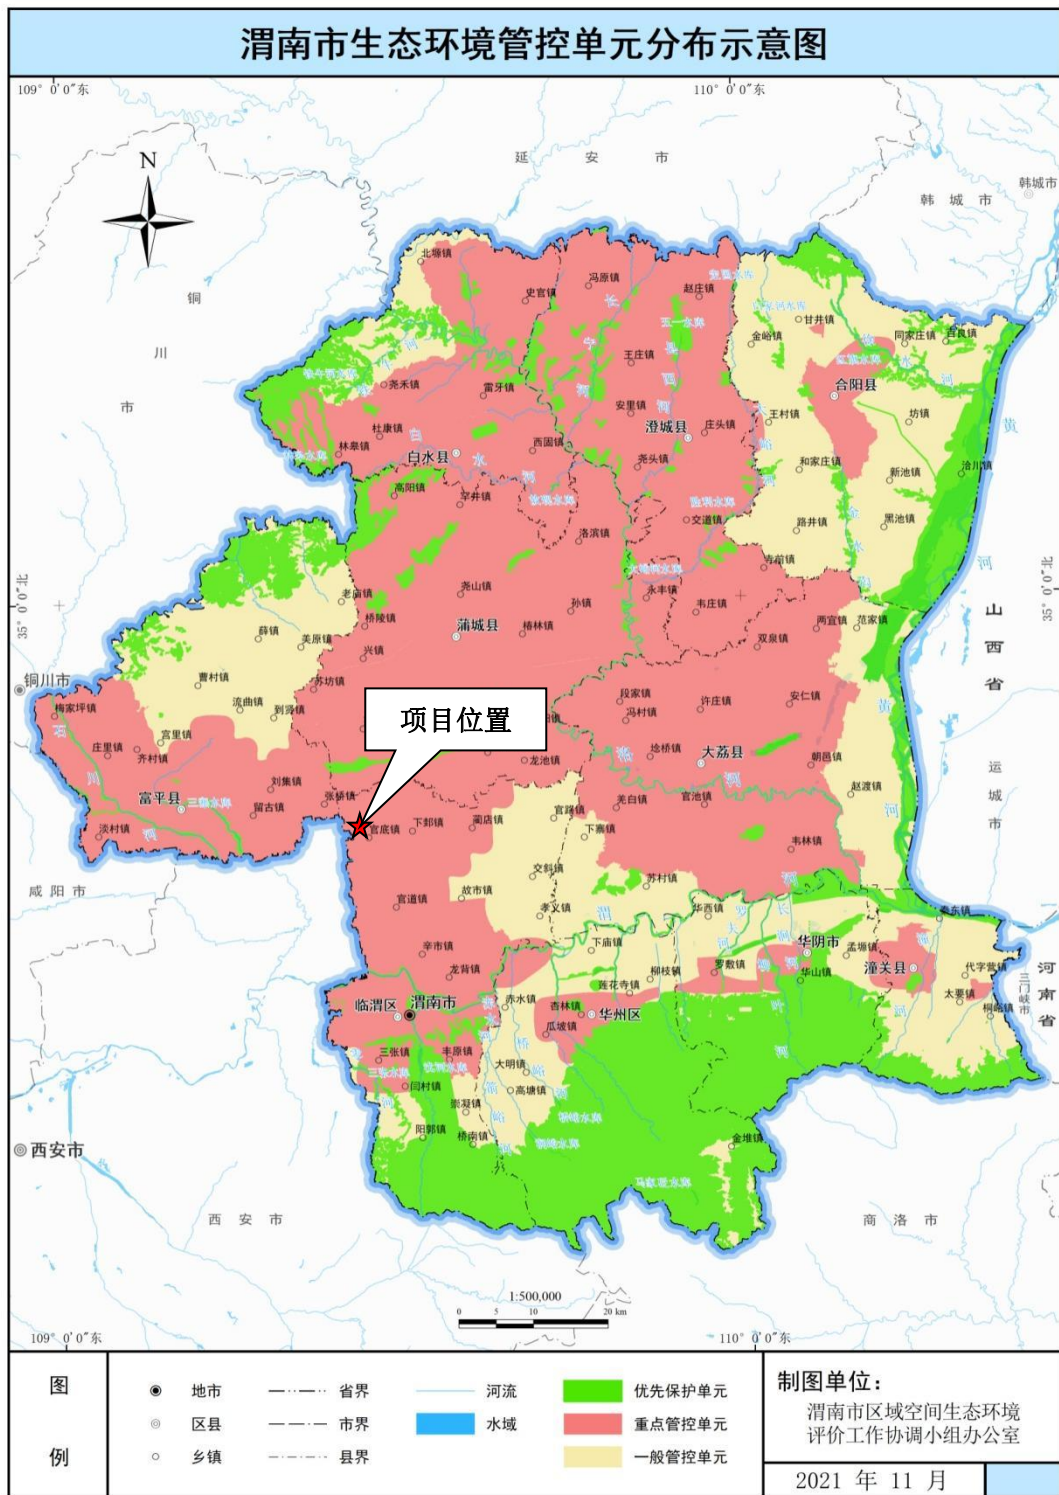 渭南市生态环境管控单元分布示意图
109° 0′0″东
110° 0′0″东
N
延 安 市
韩城市
韩 城 市
铜
川
市
北塬镇
史官镇
冯原镇
赵庄镇
甘井镇
金峪镇
同家庄镇
百良镇
王庄镇
五一水库
尧禾镇
雷牙镇
合阳县
安里镇
庄头镇
王村镇
坊镇
杜康镇
澄城县
林皋镇
白水县
西固镇
尧头镇
和家庄镇
新池镇
洽川镇
高阳镇
罕井镇
交道镇
路井镇
黑池镇
洛滨镇
寺前镇
老庙镇
尧山镇
永丰镇
韦庄镇
孙镇
桥陵镇
薛镇
美原镇
蒲城县
椿林镇
双泉镇
两宜镇
范家镇
兴镇
35° 0′0″北
35° 0′0″北
山
西
省
铜川市
曹村镇
苏坊镇
梅家坪镇
流曲镇
到贤镇
段家镇
冯村镇
许庄镇
安仁镇
项目位置
庄里镇
宫里镇
齐村镇
龙池镇
埝桥镇
大荔县
朝邑镇
运
城
市
刘集镇
富平县
留古镇
张桥镇
羌白镇
官池镇
赵渡镇
淡村镇
官底镇
下邽镇
蔺店镇
官路镇
下寨镇
韦林镇
咸 阳 市
交斜镇
苏村镇
官道镇
故市镇
孝义镇
华西镇
秦东镇
辛市镇
下庙镇
华阴市
孟塬镇
潼关县
代字营镇
龙背镇
柳枝镇
罗敷镇
华山镇
太要镇
桐峪镇
河
南
省
三门峡市
临渭区
渭南市
赤水镇
杏林镇
莲花寺镇
华州区
瓜坡镇
三张镇
丰原镇
三张水库
大明镇
闫村镇
高塘镇
崇凝镇
阳郭镇
桥南镇
金堆镇
西安市
西 安 市
商 洛 市
1:500,000
0 5 10 20 km
109° 0′0″东
110° 0′0″东
图
例
地市
区县
乡镇
省界
市界
县界
河流
水域
优先保护单元
重点管控单元
一般管控单元
制图单位：
渭南市区域空间生态环境
评价工作协调小组办公室
2021 年 11 月